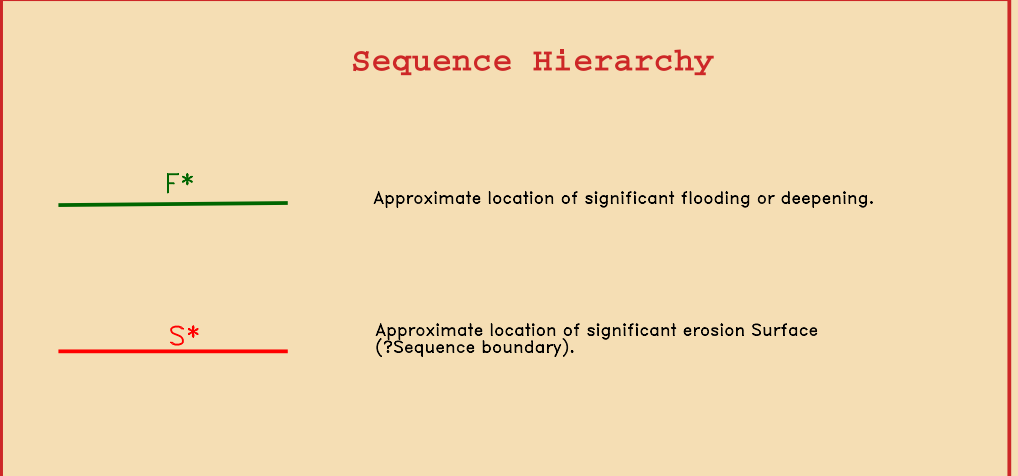 Sequence Hierarchy
F*
Approximate location of significant flooding or deepening.
S*
Approximate location of significant erosion Surface
(?Sequence boundary).